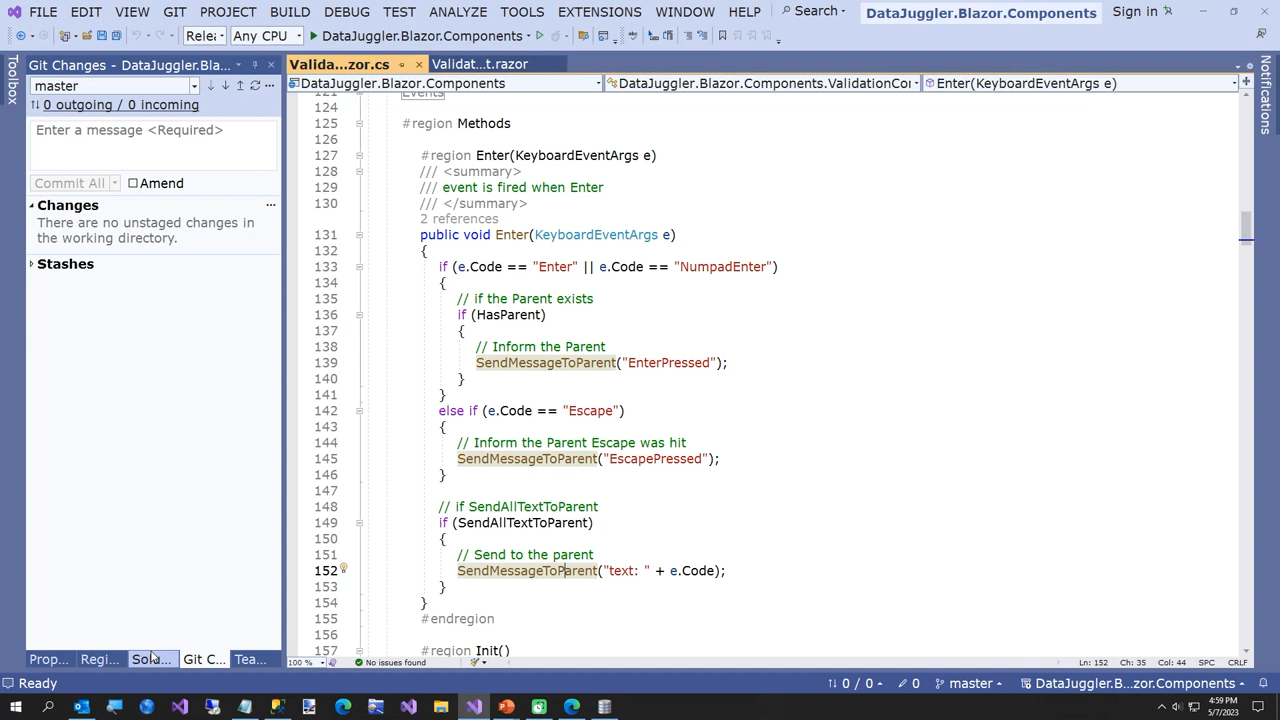 FILE EDIT VIEW GIT PROJECT BUILD DEBUG TEST ANALYZE TOOLS EXTENSIONS WINDOW HELP Search DataJuggler.Blazor.Components Sign in
Relea Any CPU DataJuggler.Blazor.Components
Toolbox
Git Changes - DataJuggler.Bla...
master
0 outgoing / 0 incoming
Enter a message <Required>
Commit All Amend
Changes ...
There are no unstaged changes in
the working directory.
Stashes
Valida...zor.cs Validat...t.razor
DataJuggler.Blazor.Components DataJuggler.Blazor.Components.ValidationCor Enter(KeyboardEventArgs e)
Events
124
125 #region Methods
126
127 #region Enter(KeyboardEventArgs e)
128 /// <summary>
129 /// event is fired when Enter
130 /// </summary>
2 references
131 public void Enter(KeyboardEventArgs e)
132 {
133 if (e.Code == "Enter" || e.Code == "NumpadEnter")
134 {
135 // if the Parent exists
136 if (HasParent)
137 {
138 // Inform the Parent
139 SendMessageToParent("EnterPressed");
140 }
141 }
142 else if (e.Code == "Escape")
143 {
144 // Inform the Parent Escape was hit
145 SendMessageToParent("EscapePressed");
146 }
147
148 // if SendAllTextToParent
149 if (SendAllTextToParent)
150 {
151 // Send to the parent
152 SendMessageToParent("text: " + e.Code);
153 }
154 }
155 #endregion
156
157 #region Init()
Notifications
Prop... Regi... Solu... Git C... Tea...
100 % No issues found Ln: 152 Ch: 35 Col: 44 SPC CRLF
Ready 0 / 0 0 master DataJuggler.B...zor.Components
4:59 PM
5/7/2023